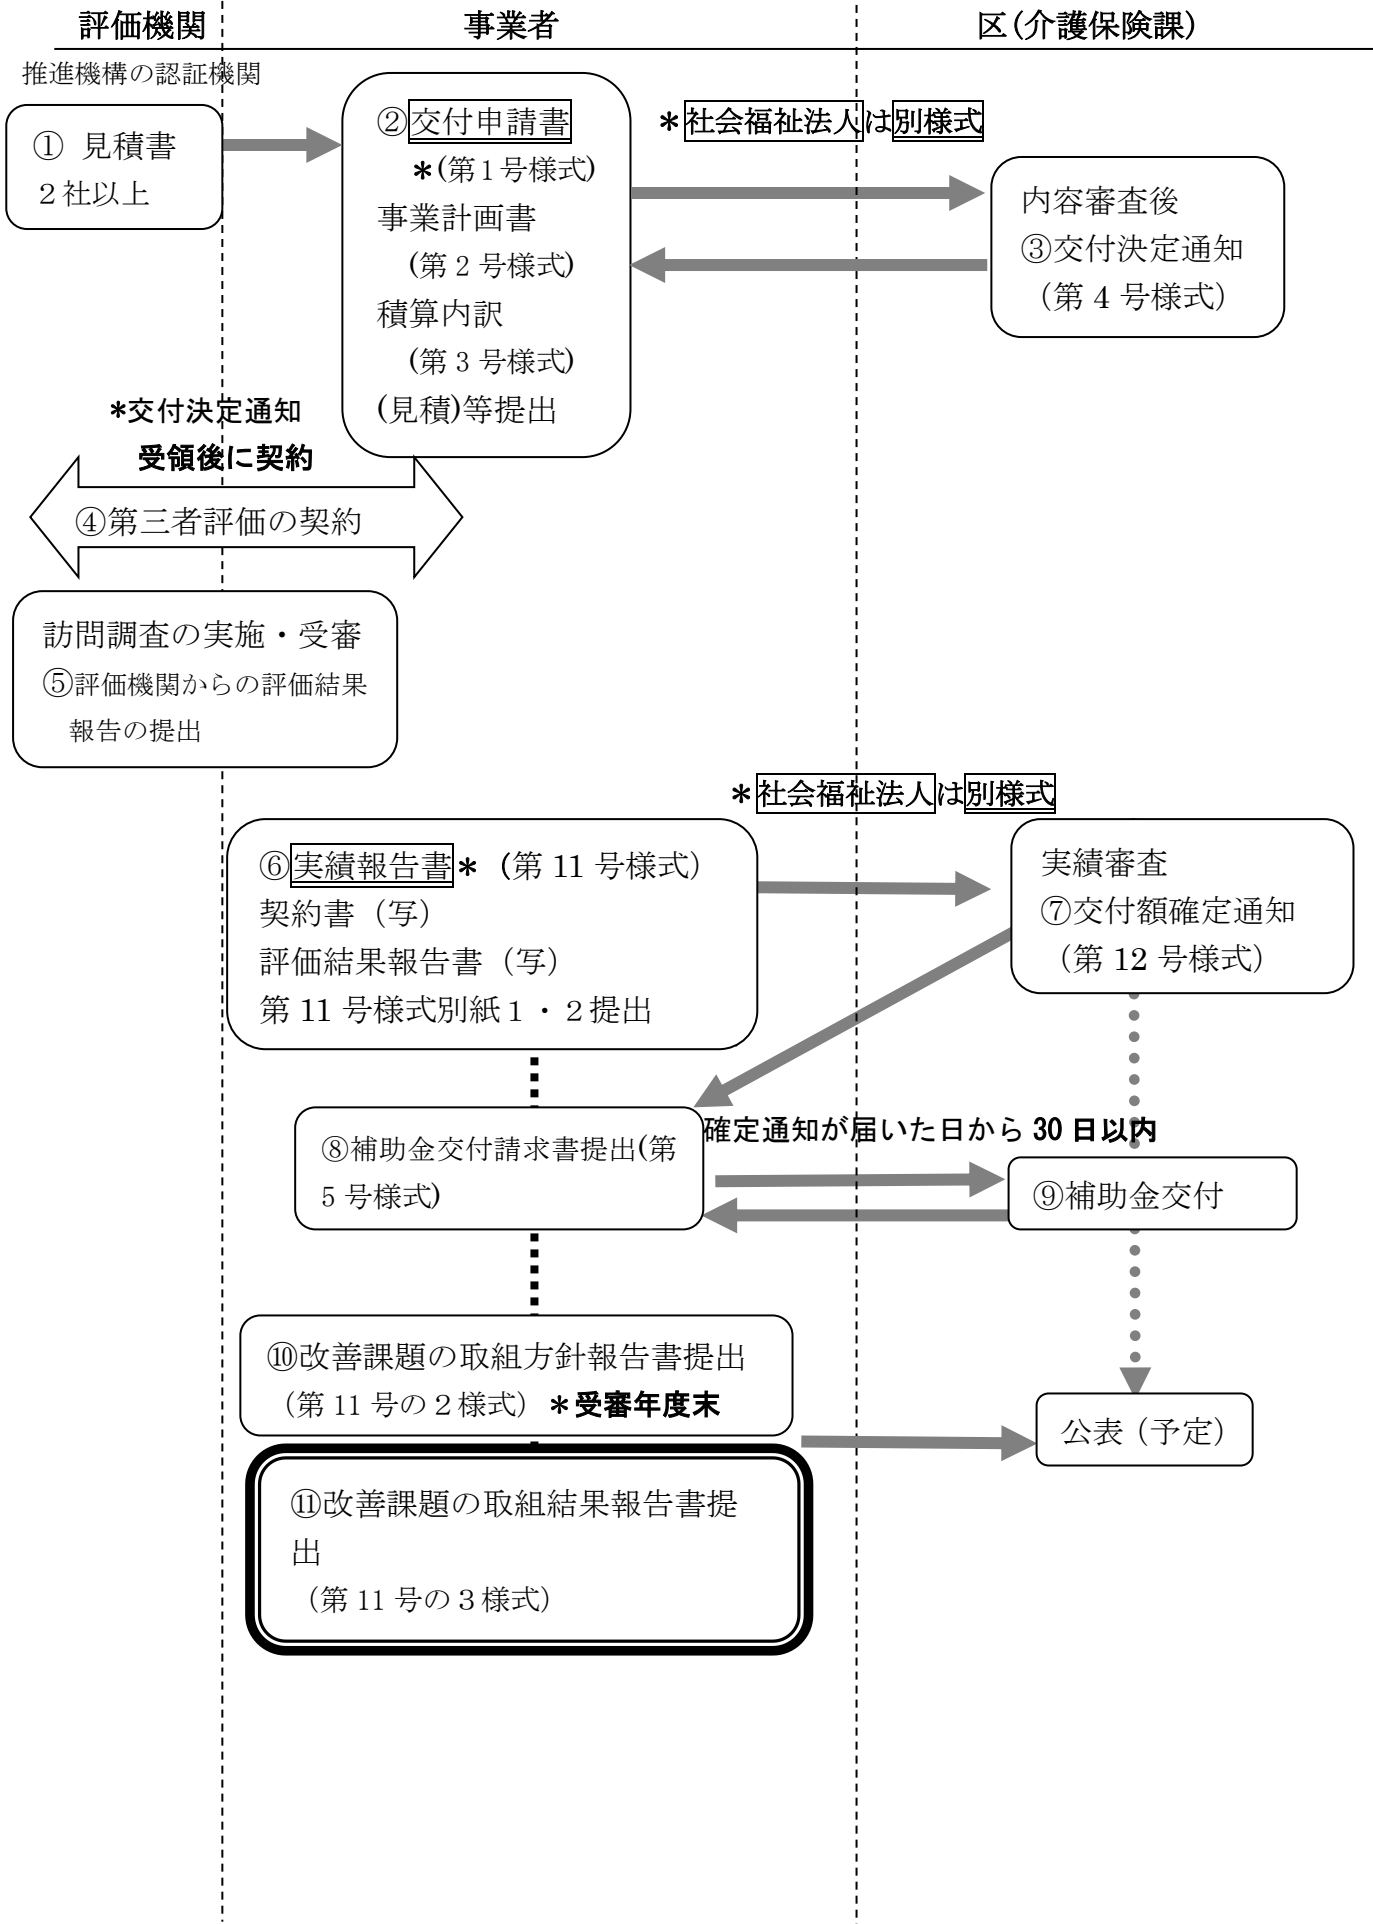 評価機関
事業者
区(介護保険課)
推進機構の認証機関
① 見積書
２社以上
②交付申請書
＊(第１号様式)
事業計画書
(第２号様式)
積算内訳
(第３号様式)
(見積)等提出
＊社会福祉法人は別様式
内容審査後
③交付決定通知
（第４号様式）
*交付決定通知
受領後に契約
④第三者評価の契約
訪問調査の実施・受審
⑤評価機関からの評価結果
報告の提出
＊社会福祉法人は別様式
⑥実績報告書＊（第 11 号様式）
契約書（写）
評価結果報告書（写）
第 11 号様式別紙１・２提出
実績審査
⑦交付額確定通知
（第 12 号様式）
確定通知が届いた日から 30 日以内
⑧補助金交付請求書提出(第
5 号様式)
⑨補助金交付
⑩改善課題の取組方針報告書提出
（第 11 号の２様式）＊受審年度末
公表（予定）
⑪改善課題の取組結果報告書提
出
（第 11 号の３様式）